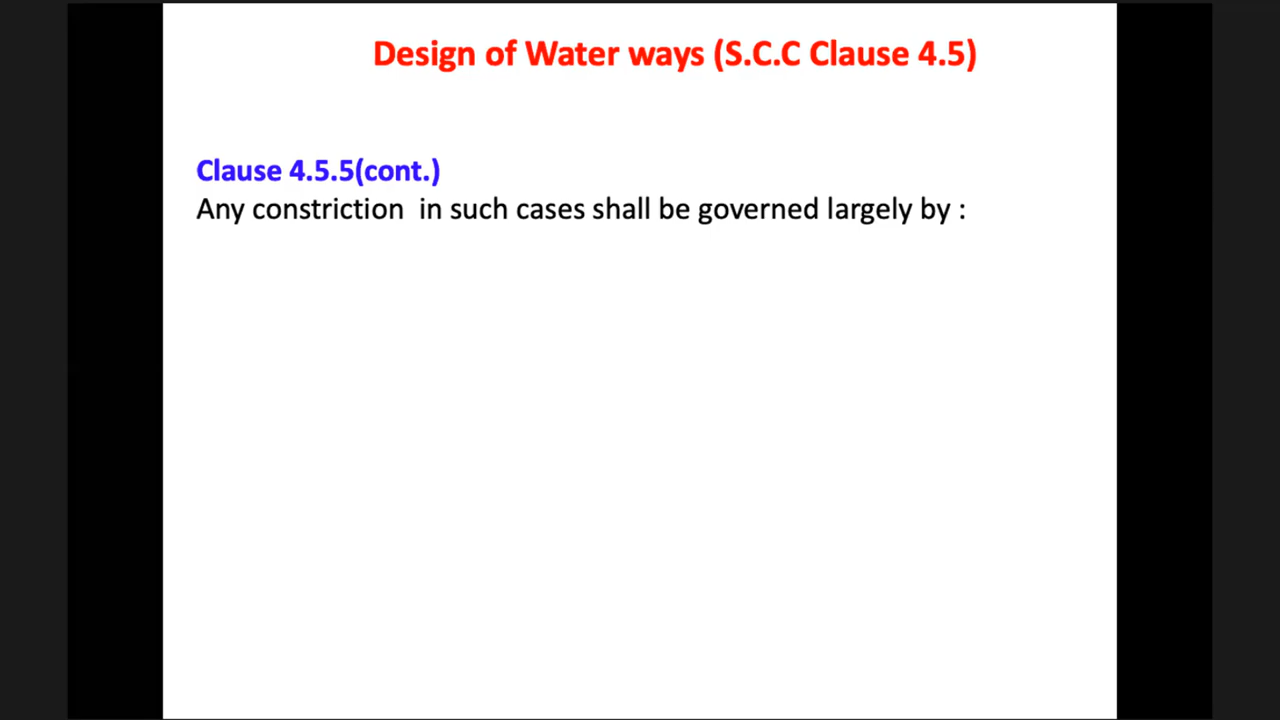 Design of Water ways (S.C.C Clause 4.5)
Clause 4.5.5(cont.)
Any constriction  in such cases shall be governed largely by :